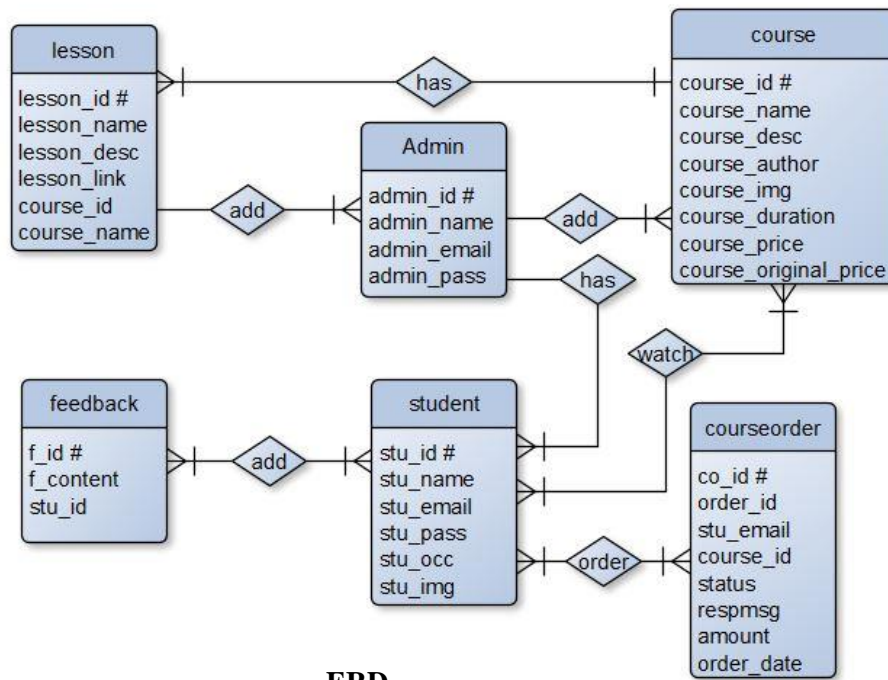 lesson
lesson_id #
lesson_name
lesson_desc
lesson_link
course_id
course_name
has
course
course_id #
course_name
course_desc
course_author
course_img
course_duration
course_price
course_original_price
add
Admin
admin_id #
admin_name
admin_email
admin_pass
add
has
watch
feedback
f_id #
f_content
stu_id
add
student
stu_id #
stu_name
stu_email
stu_pass
stu_occ
stu_img
order
courseorder
co_id #
order_id
stu_email
course_id
status
respmsg
amount
order_date
ERD